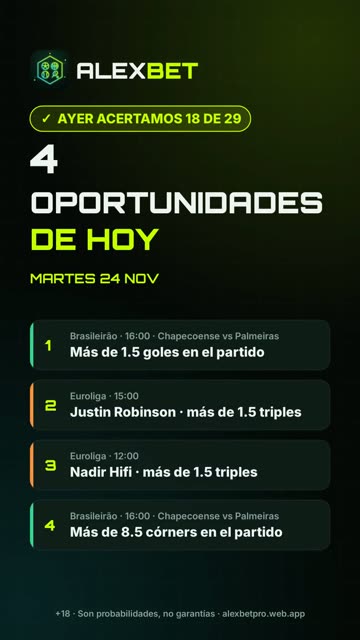 ALEXBET
✓ AYER ACERTAMOS 18 DE 29
4
OPORTUNIDADES
DE HOY
MARTES 24 NOV
1
Brasileirão · 16:00 · Chapecoense vs Palmeiras
Más de 1.5 goles en el partido
2
Euroliga · 15:00
Justin Robinson · más de 1.5 triples
3
Euroliga · 12:00
Nadir Hifi · más de 1.5 triples
4
Brasileirão · 16:00 · Chapecoense vs Palmeiras
Más de 8.5 córners en el partido
+18 · Son probabilidades, no garantías · alexbetpro.web.app